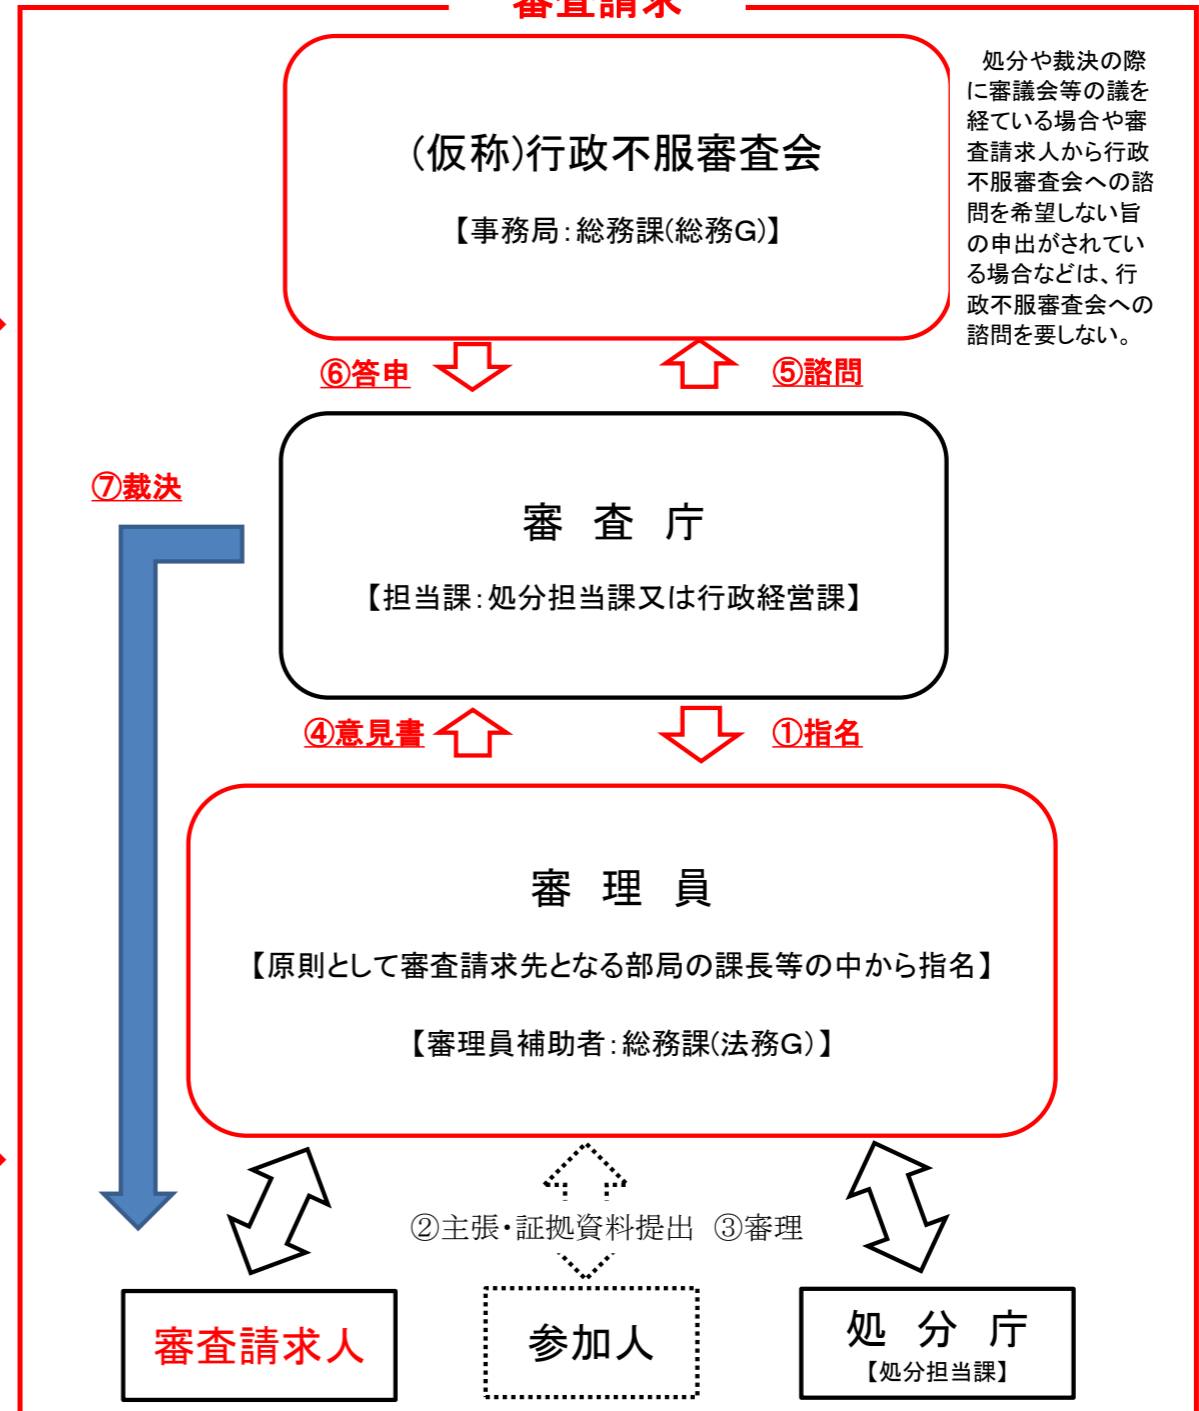 審査請求
(仮称)行政不服審査会
【事務局:総務課(総務G)】
処分や裁決の際
に審議会等の議を
経ている場合や審
査請求人から行政
不服審査会への諮
問を希望しない旨
の申出がされてい
る場合などは、行
政不服審査会への
諮問を要しない。
⑥答申
⑤諮問
⑦裁決
審 査 庁
【担当課:処分担当課又は行政経営課】
④意見書
①指名
審 理 員
【原則として審査請求先となる部局の課長等の中から指名】
【審理員補助者:総務課(法務G)】
②主張・証拠資料提出 ③審理
審査請求人
参加人
処 分 庁
【処分担当課】